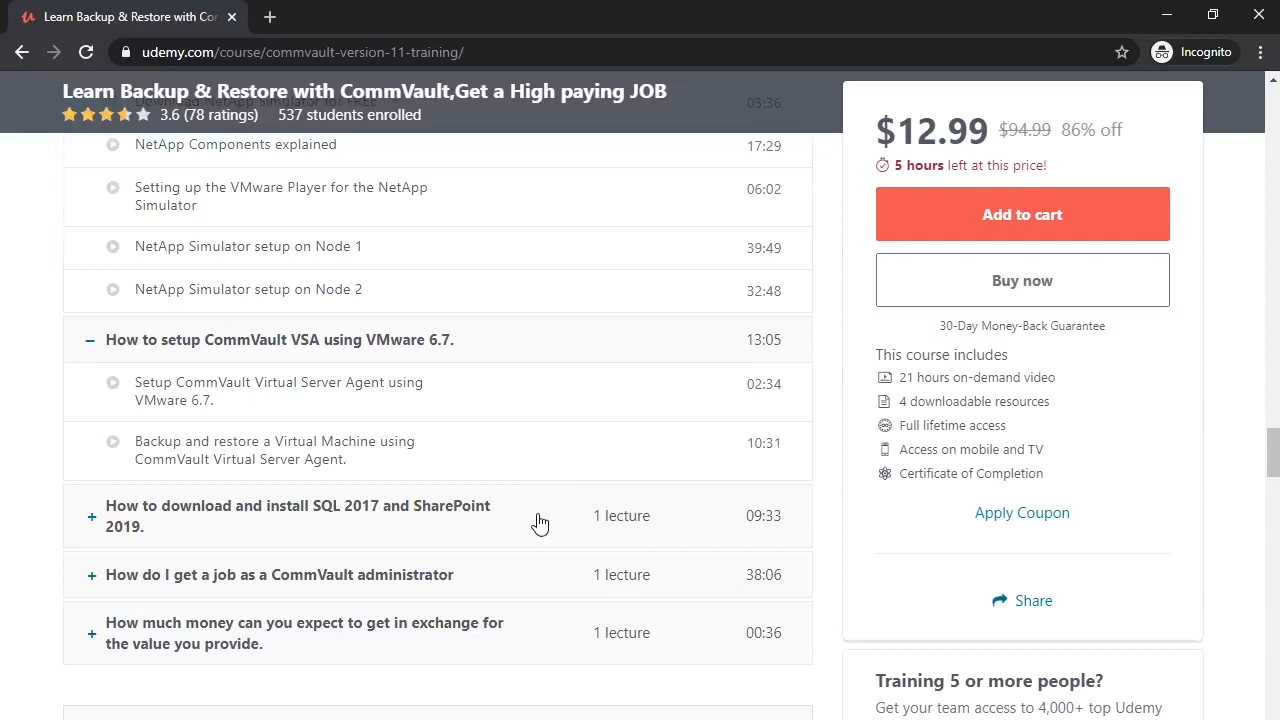 Learn Backup & Restore with Cor
udemy.com/course/commvault-version-11-training/
Incognito
Learn Backup & Restore with CommVault,Get a High paying JOB
Download NetApp Simulator for FREE
03:36
3.6 (78 ratings) 537 students enrolled
NetApp Components explained 17:29
Setting up the VMware Player for the NetApp
Simulator
06:02
NetApp Simulator setup on Node 1 39:49
NetApp Simulator setup on Node 2 32:48
How to setup CommVault VSA using VMware 6.7. 13:05
Setup CommVault Virtual Server Agent using
VMware 6.7.
02:34
Backup and restore a Virtual Machine using
CommVault Virtual Server Agent.
10:31
How to download and install SQL 2017 and SharePoint
2019.
1 lecture 09:33
How do I get a job as a CommVault administrator 1 lecture 38:06
How much money can you expect to get in exchange for
the value you provide.
1 lecture 00:36
$12.99 $94.99 86% off
5 hours left at this price!
Add to cart
Buy now
30-Day Money-Back Guarantee
This course includes
21 hours on-demand video
4 downloadable resources
Full lifetime access
Access on mobile and TV
Certificate of Completion
Apply Coupon
Share
Training 5 or more people?
Get your team access to 4,000+ top Udemy